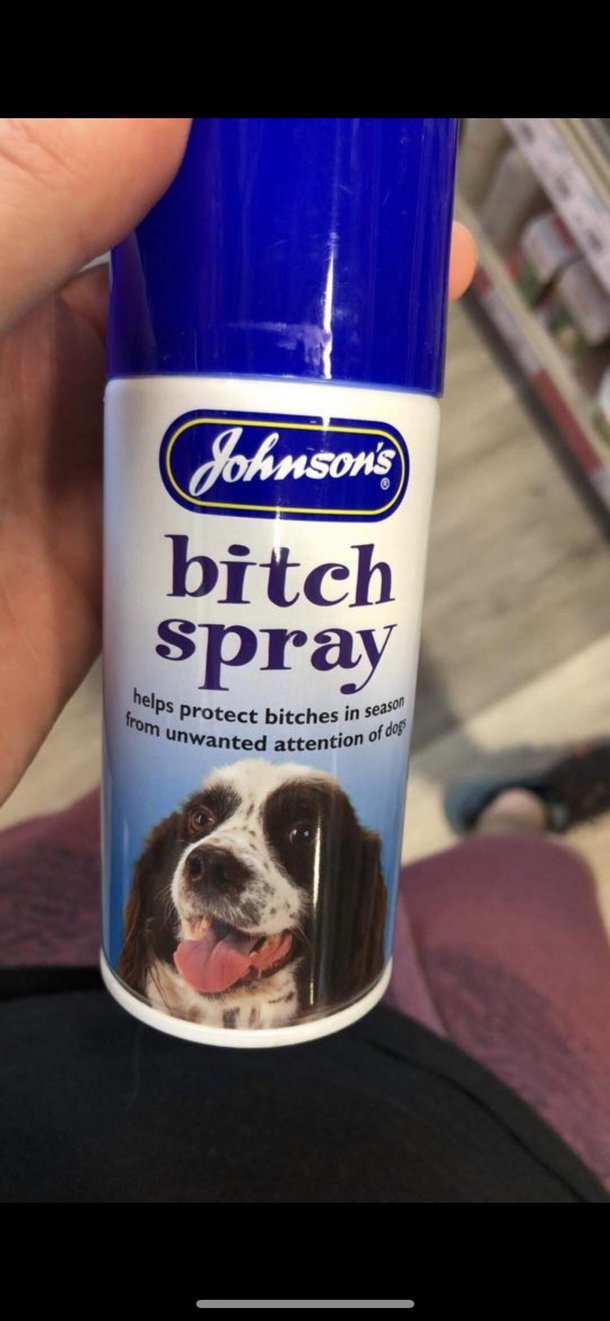 Johnson's®
bitch
spray
helps protect bitches in season
from unwanted attention of dogs